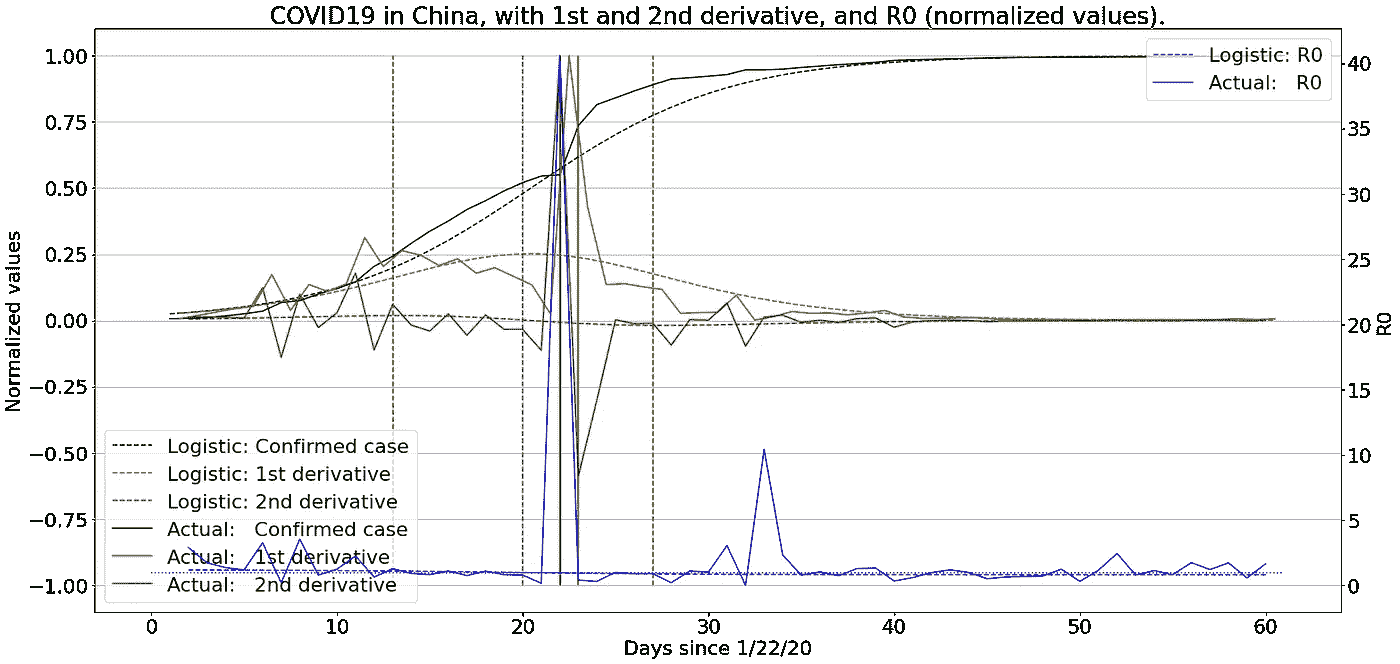 COVID19 in China, with 1st and 2nd derivative, and R0 (normalized values).
Normalized values
1.00
0.75
0.50
0.25
0.00
−0.25
−0.50
−0.75
−1.00
Logistic: R0
Actual: R0
40
35
30
25
20
15
10
5
0
R0
Logistic: Confirmed case
Logistic: 1st derivative
Logistic: 2nd derivative
Actual: Confirmed case
Actual: 1st derivative
Actual: 2nd derivative
0 10 20 30 40 50 60
Days since 1/22/20